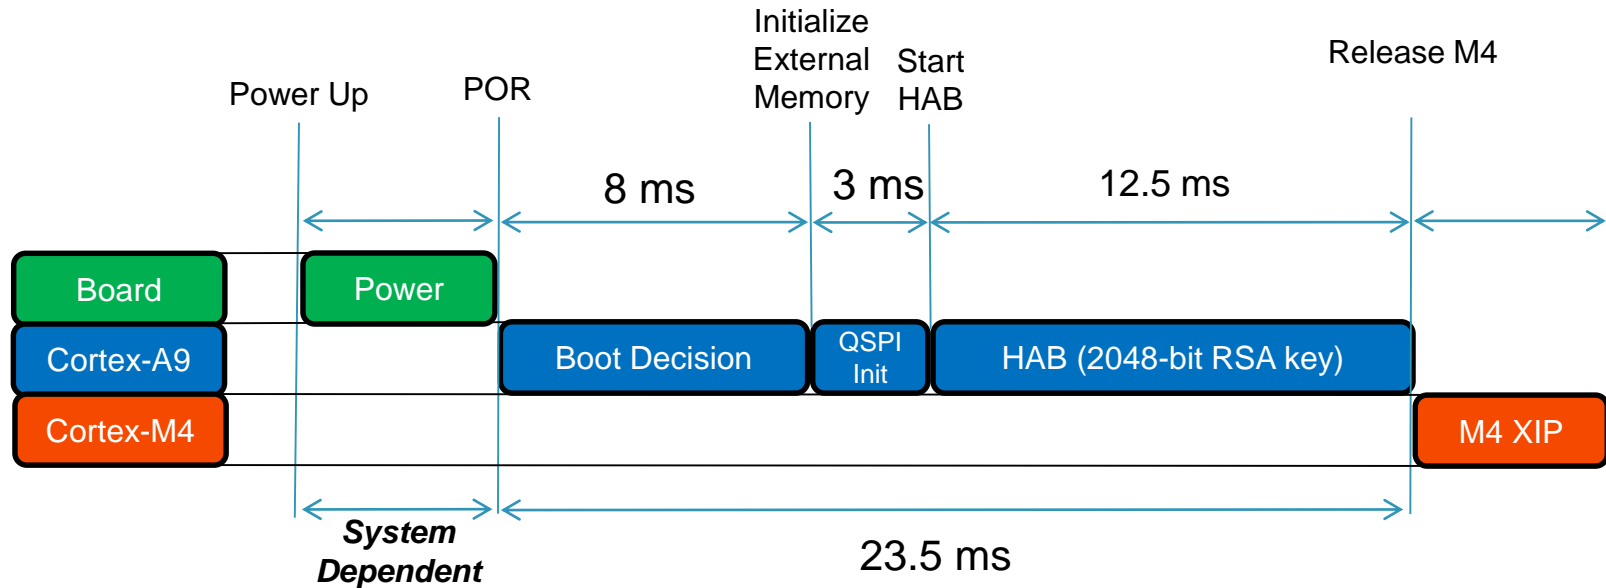 Initialize
External
Memory
Start
HAB
Release M4
Power Up
POR
8 ms
3 ms
12.5 ms
Board
Power
Cortex-A9
Boot Decision
QSPI
Init
HAB (2048-bit RSA key)
Cortex-M4
M4 XIP
System
Dependent
23.5 ms